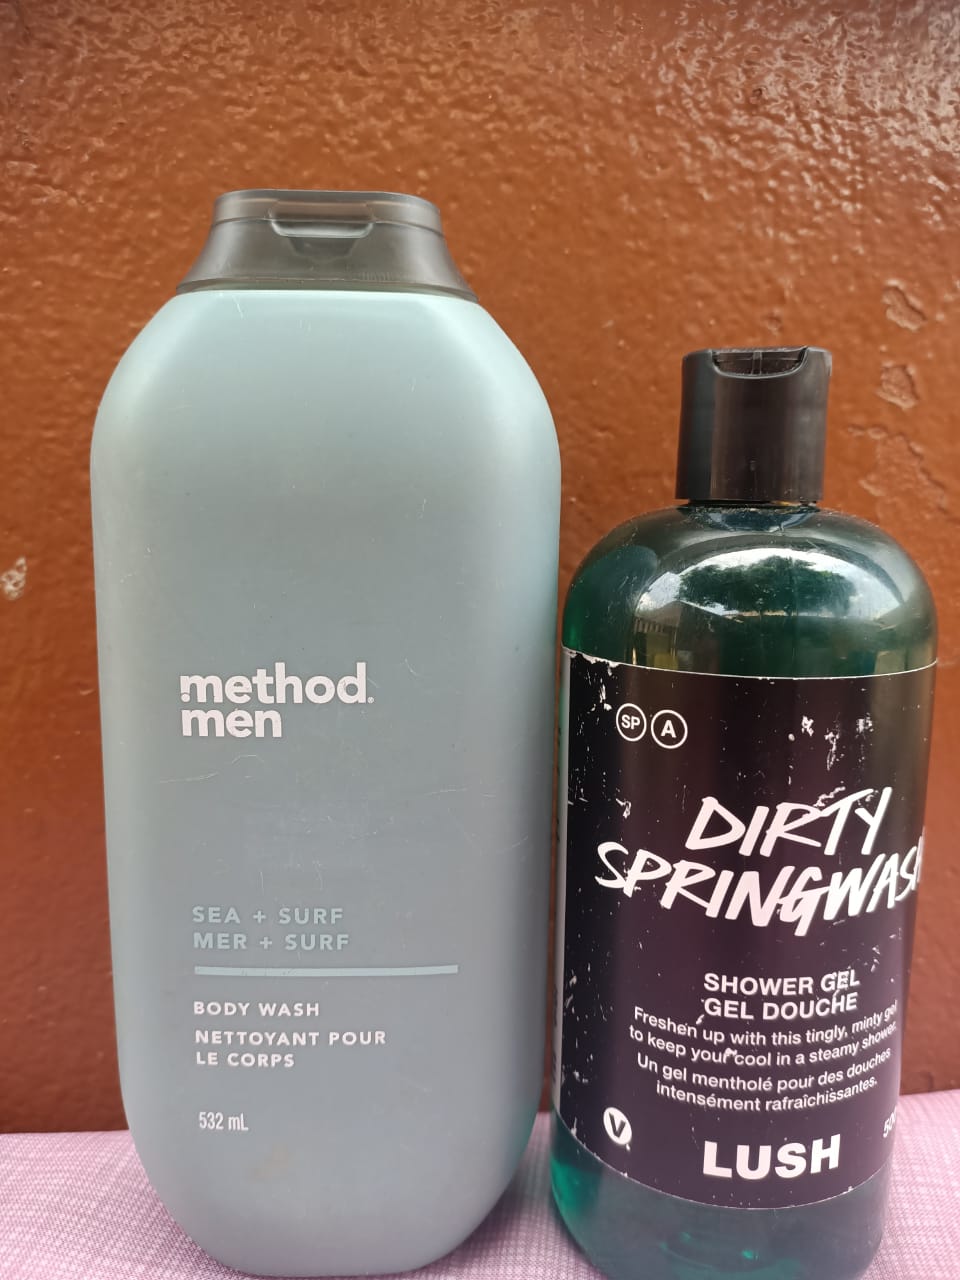 method.
men
SEA + SURF
MER + SURF
BODY WASH
NETTOYANT POUR
LE CORPS
532 mL
SP A
DIRTY
SPRINGWASH
SHOWER GEL
GEL DOUCHE
Freshen up with this tingly, minty gel
to keep your cool in a steamy shower.
Un gel mentholé pour des douches
intensément rafraîchissantes.
V
LUSH